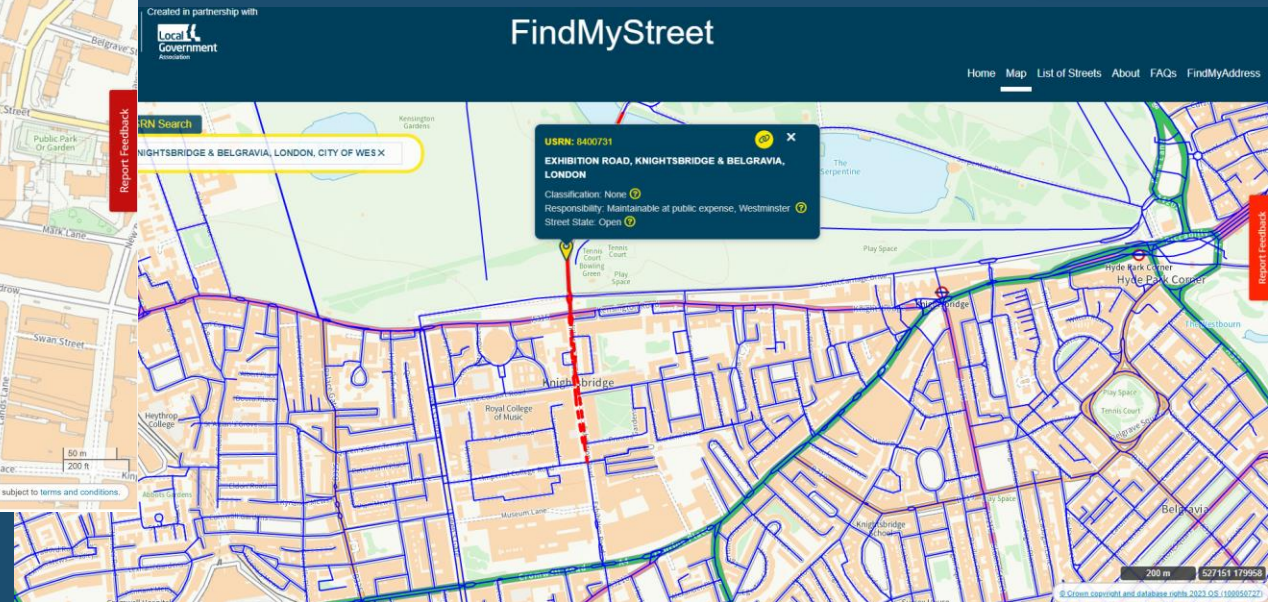 Created in partnership with
Local
Government
Association
FindMyStreet
Home Map List of Streets About FAQs FindMyAddress
Belgrave
Street
Public Park
Or Garden
Report Feedback
Mark Lane
Swan Street
50 m
200 ft
subject to terms and conditions.
RN Search
NIGHTSBRIDGE & BELGRAVIA, LONDON, CITY OF WES X
Kensington
Gardens
USRN: 8400731
EXHIBITION ROAD, KNIGHTSBRIDGE & BELGRAVIA,
LONDON
Classification: None
Responsibility: Maintainable at public expense, Westminster
Street State: Open
The
Serpentine
Tennis
Court
Bowling
Green
Tennis
Court
Play
Space
Play Space
Report Feedback
Hyde Park Corner
Hyde Park Corner
Knightsbridge
Knightsbridge
Royal College
of Music
Heythrop
College
Museum Lane
Play Space
Tennis Court
Play Space
Knightsbridge
School
Belgravia
200 m
527151 179958
© Crown copyright and database rights 2023 OS (100050727)